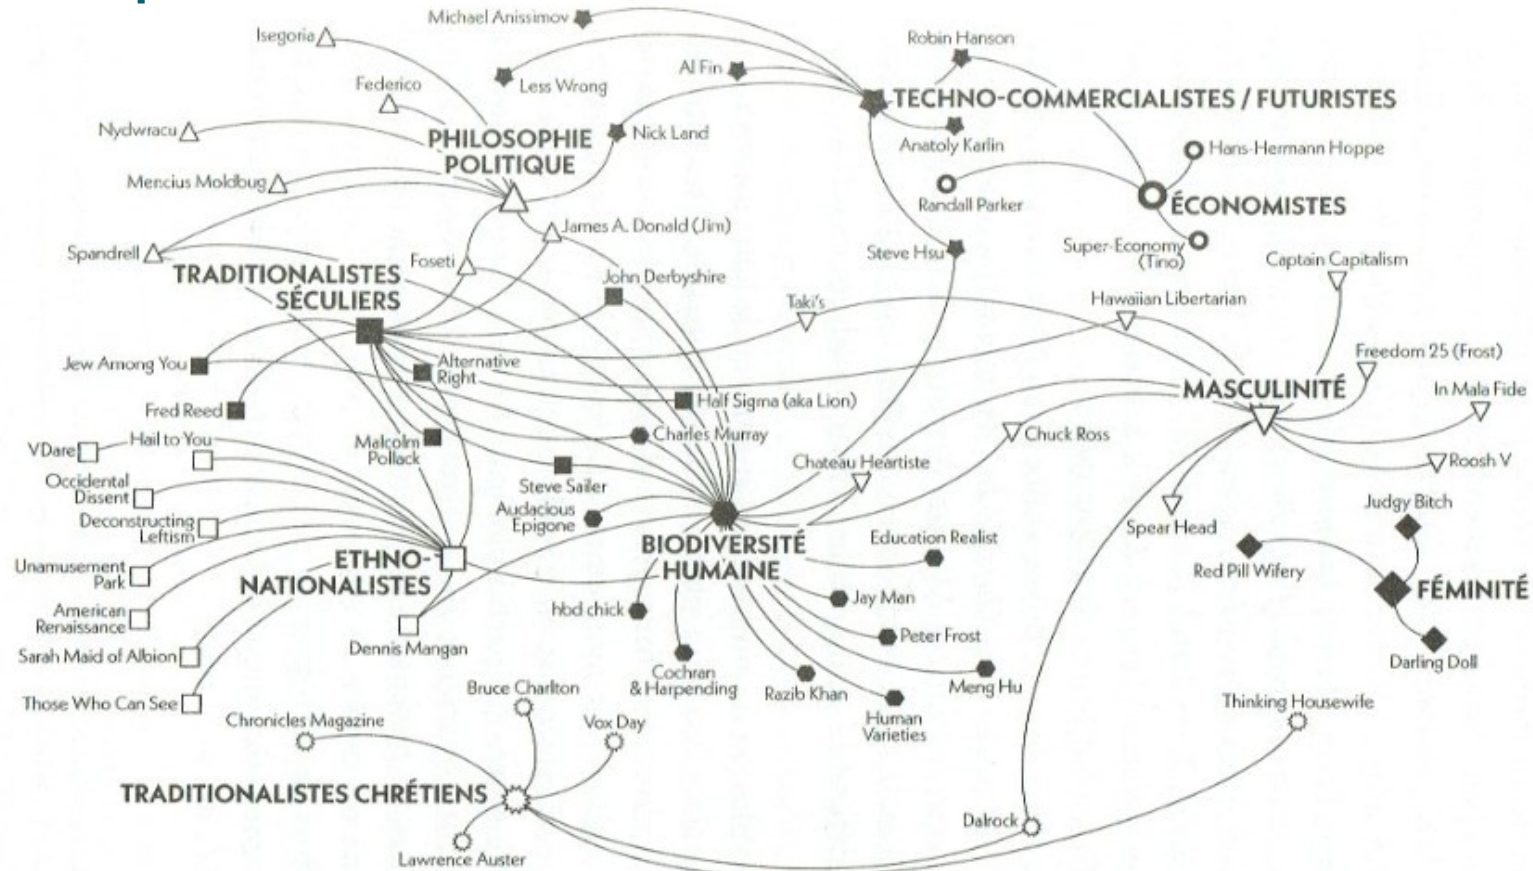 Michael Anissimov
Isegoria
Robin Hanson
Al Fin
Federico
Less Wrong
TECHNO-COMMERCIALISTES / FUTURISTES
Nydwracu
PHILOSOPHIE
POLITIQUE
Nick Land
Anatoly Karlin
Hans-Hermann Hoppe
Mencius Moldbug
Randall Parker
ÉCONOMISTES
James A. Donald (Jim)
Spandrell
Foseti
Steve Hsu
Super-Economy
(Tino)
Captain Capitalism
TRADITIONALISTES
SÉCULIERS
John Derbyshire
Taki's
Hawaiian Libertarian
Jew Among You
Alternative
Right
Freedom 25 (Frost)
MASCULINITÉ
In Mala Fide
Fred Reed
Half Sigma (aka Lion)
VDare
Hail to You
Malcolm
Pollack
Charles Murray
Chuck Ross
Chateau Heartiste
Roosh V
Occidental
Dissent
Steve Sailer
Audacious
Epigone
Judgy Bitch
Deconstructing
Leftism
Spear Head
BIODIVERSITÉ
HUMAINE
Education Realist
ETHNO-
NATIONALISTES
Unamusement
Park
Red Pill Wifery
FÉMINITÉ
hbd chick
Jay Man
American
Renaissance
Peter Frost
Dennis Mangan
Sarah Maid of Albion
Darling Doll
Cochran
& Harpending
Razib Khan
Meng Hu
Bruce Charlton
Those Who Can See
Human
Varieties
Thinking Housewife
Chronicles Magazine
Vox Day
TRADITIONALISTES CHRÉTIENS
Dalrock
Lawrence Auster